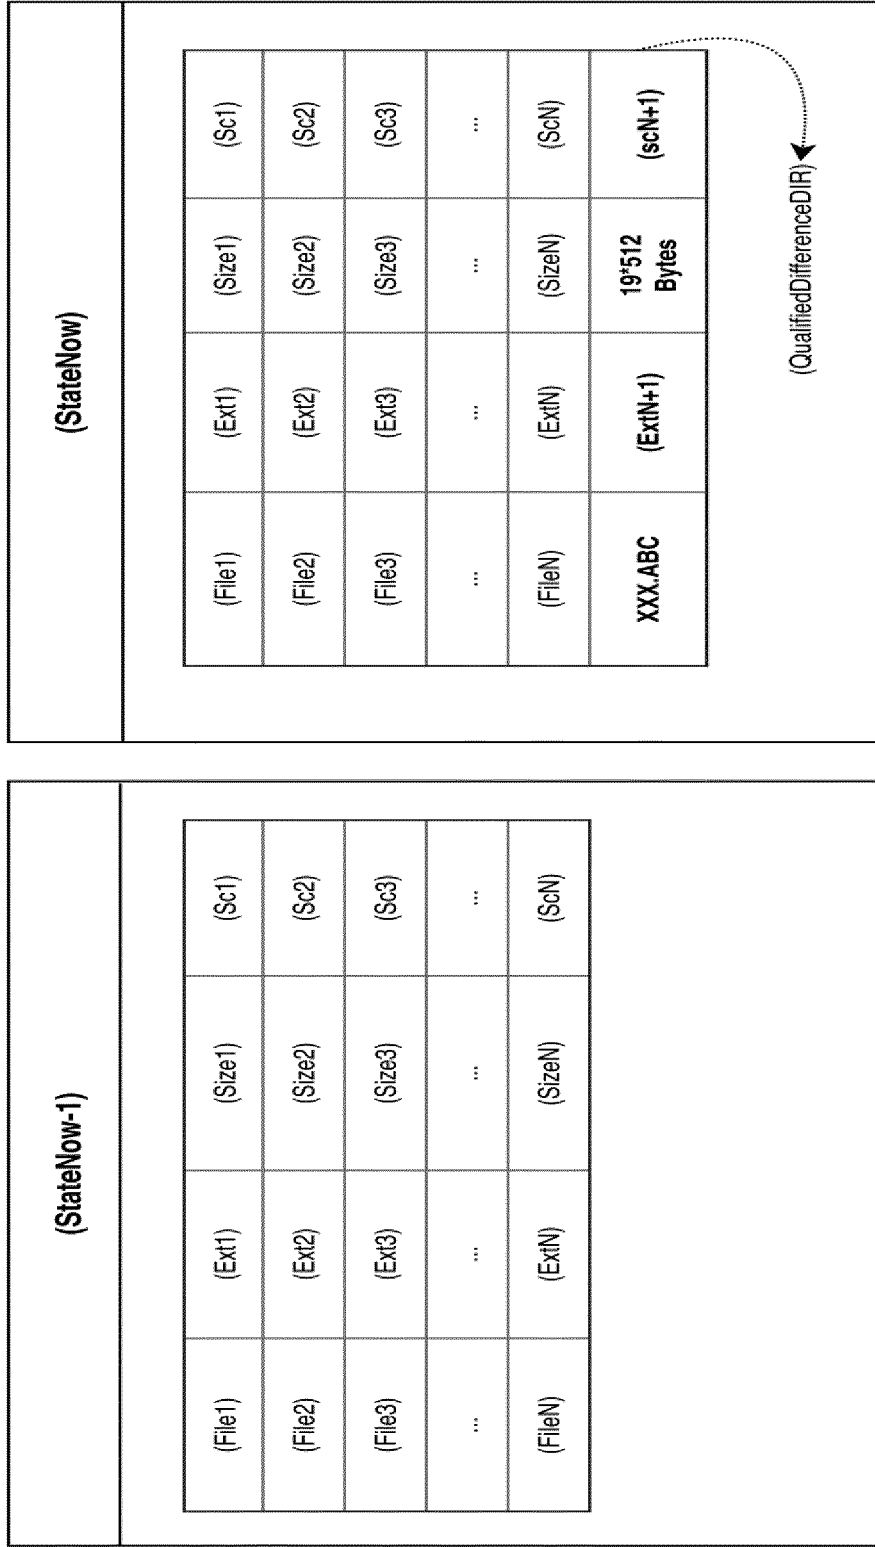 (StateNow-1)
(File1) (Ext1) (Size1) (Sc1)
(File2) (Ext2) (Size2) (Sc2)
(File3) (Ext3) (Size3) (Sc3)
... ... ... ...
(FileN) (ExtN) (SizeN) (ScN)
(StateNow)
(File1) (Ext1) (Size1) (Sc1)
(File2) (Ext2) (Size2) (Sc2)
(File3) (Ext3) (Size3) (Sc3)
... ... ... ...
(FileN) (ExtN) (SizeN) (ScN)
XXX.ABC (ExtN+1) 19*512 (scN+1)
Bytes
(QualifiedDifferenceDIR)